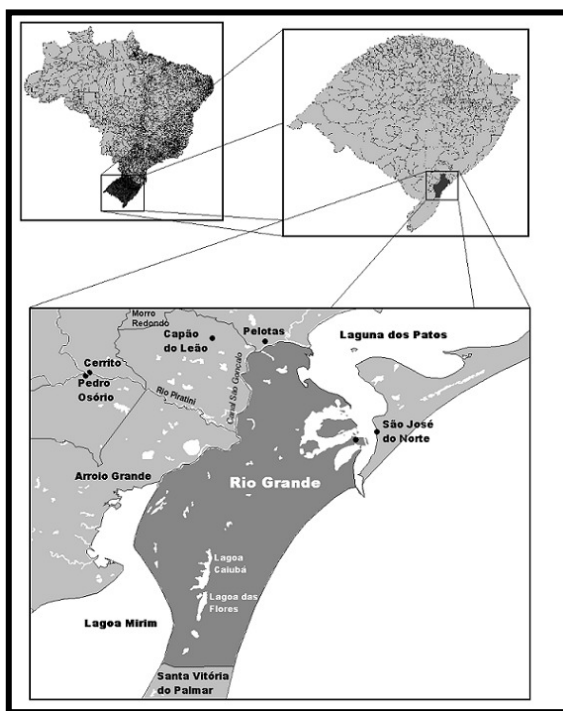 Morro
Redondo
Capão
do Leão
Pelotas
Laguna dos Patos
Cerrito
Pedro
Osório
Rio Piratini
Canal São Gonçalo
São José
do Norte
Arroio Grande
Rio Grande
Lagoa
Caiubá
Lagoa das
Flores
Lagoa Mirim
Santa Vitória
do Palmar